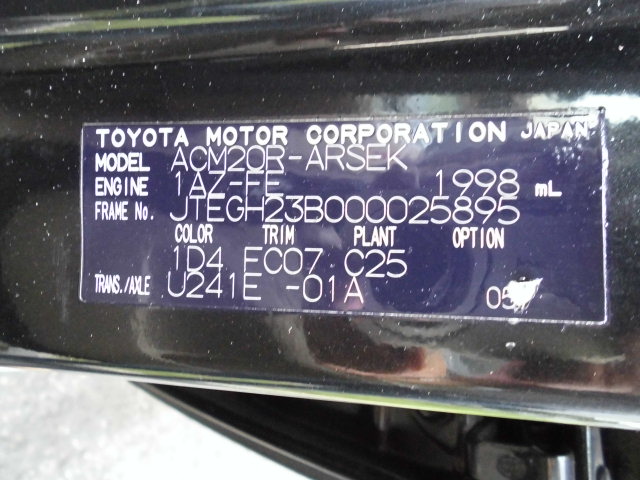 TOYOTA MOTOR CORPORATION JAPAN
MODEL ACM20R-ARSEK
ENGINE 1AZ-FE 1998 mL
FRAME No. JTEGH23B000025895
COLOR TRIM PLANT OPTION
1D4 FC07 C25
TRANS./AXLE U241E -01A